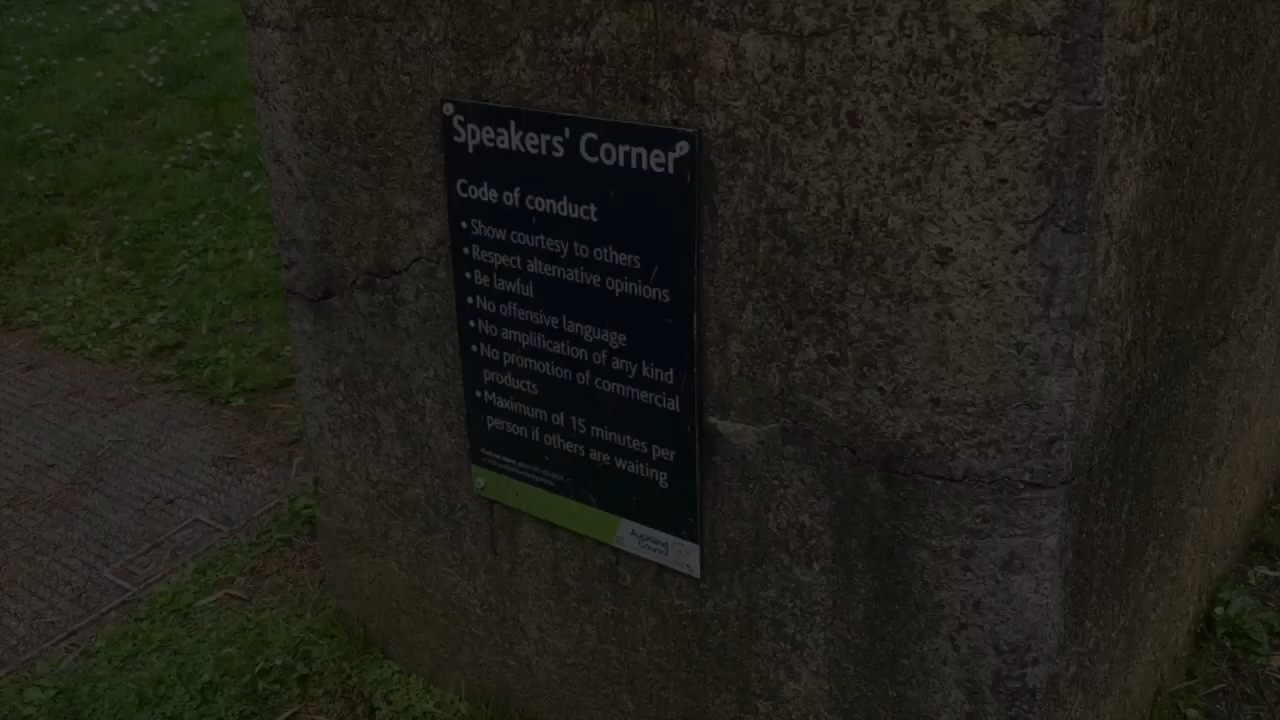 Speakers' Corner
Code of conduct
• Show courtesy to others
• Respect alternative opinions
• Be lawful
• No offensive language
• No amplification of any kind
• No promotion of commercial
products
• Maximum of 15 minutes per
person if others are waiting
Auckland
Council